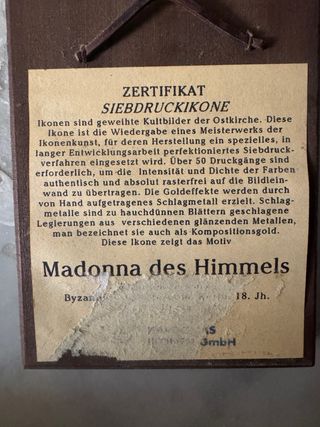 ZERTIFIKAT
SIEBDRUCKIKONE
Ikonen sind geweihte Kultbilder der Ostkirche. Diese
Ikone ist die Wiedergabe eines Meisterwerks der
Ikonenkunst, für deren Herstellung ein spezielles, in
langer Entwicklungsarbeit perfektioniertes Siebdruck-
verfahren eingesetzt wird. Über 50 Druckgänge sind
erforderlich, um die Intensität und Dichte der Farben
authentisch und absolut rasterfrei auf die Bildlein-
wand zu übertragen. Die Goldeffekte werden durch
von Hand aufgetragenes Schlagmetall erzielt. Schlag-
metalle sind zu hauchdünnen Blättern geschlagene
Legierungen aus verschiedenen glänzenden Metallen,
man bezeichnet sie auch als Kompositionsgold.
Diese Ikone zeigt das Motiv
Madonna des Himmels
18. Jh.
GmbH